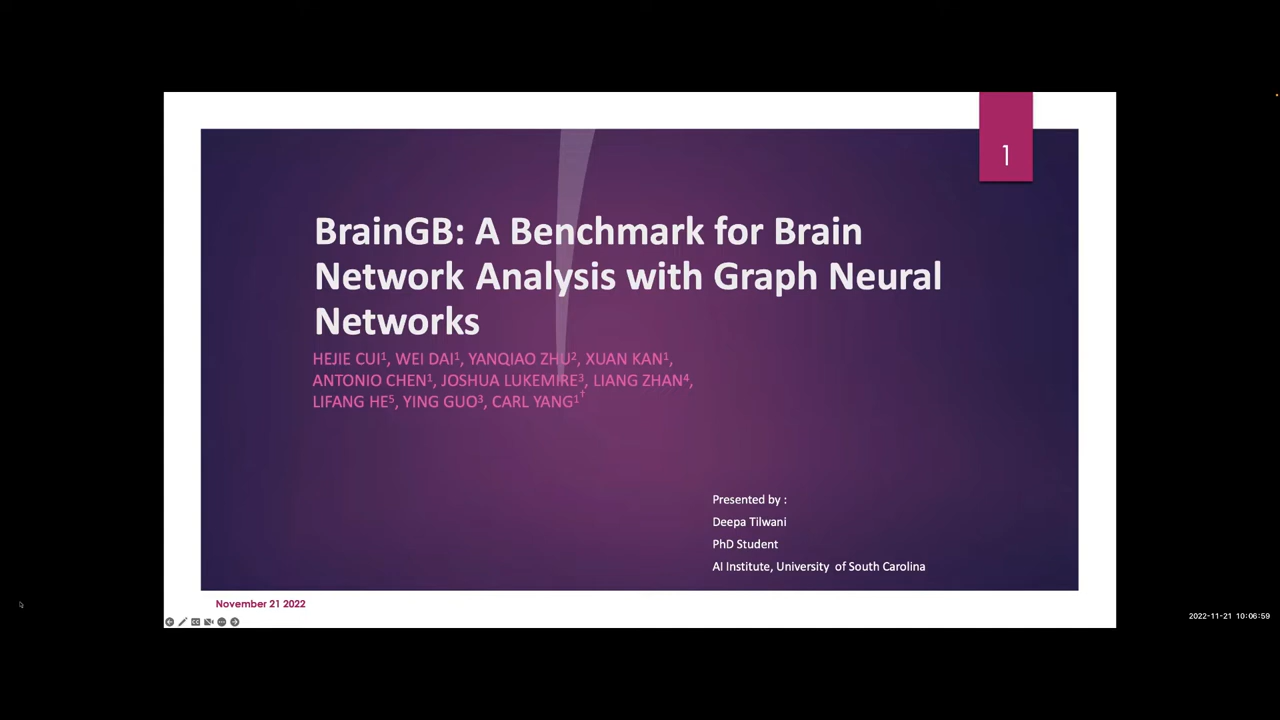 1
BrainGB: A Benchmark for Brain
Network Analysis with Graph Neural
Networks
HEJIE CUI¹, WEI DAI¹, YANQIAO ZHU², XUAN KAN¹,
ANTONIO CHEN¹, JOSHUA LUKEMIRE³, LIANG ZHAN⁴,
LIFANG HE⁵, YING GUO³, CARL YANG¹†
Presented by :
Deepa Tilwani
PhD Student
AI Institute, University of South Carolina
November 21 2022
2022-11-21 10:06:59